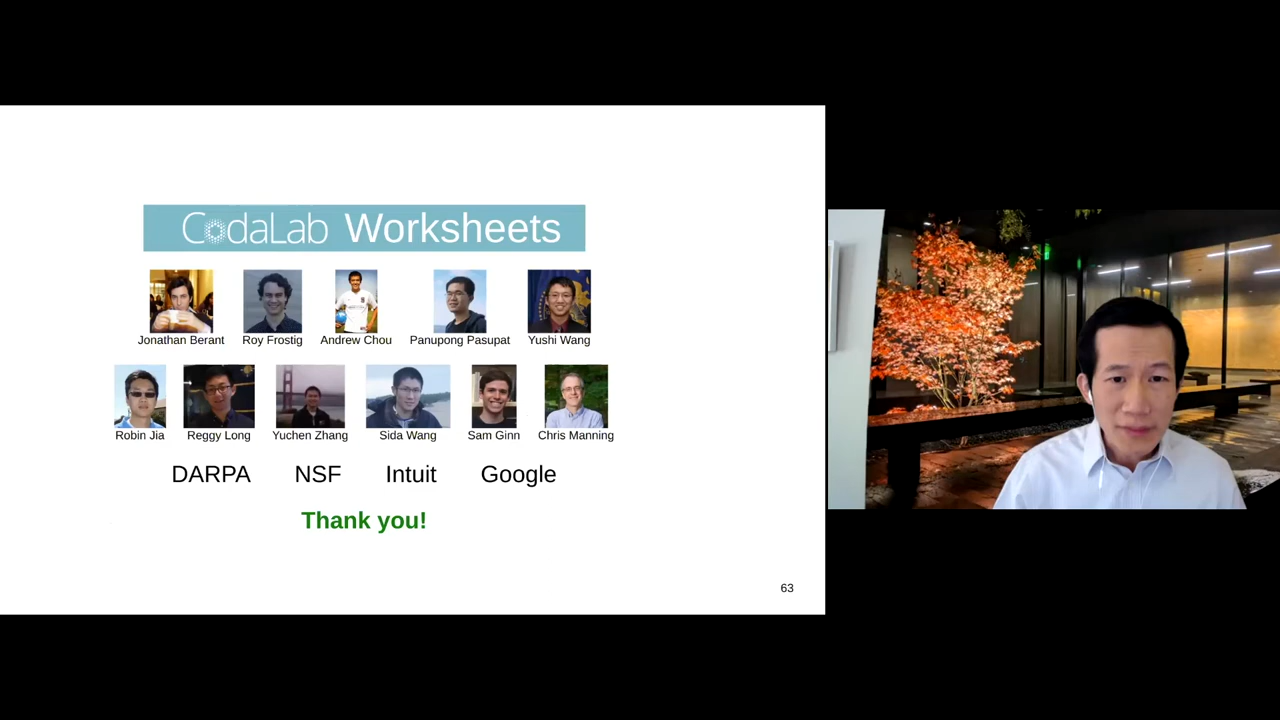 CodaLab Worksheets
Jonathan Berant Roy Frostig Andrew Chou Panupong Pasupat Yushi Wang
Robin Jia Reggy Long Yuchen Zhang Sida Wang Sam Ginn Chris Manning
DARPA NSF Intuit Google
Thank you!
63